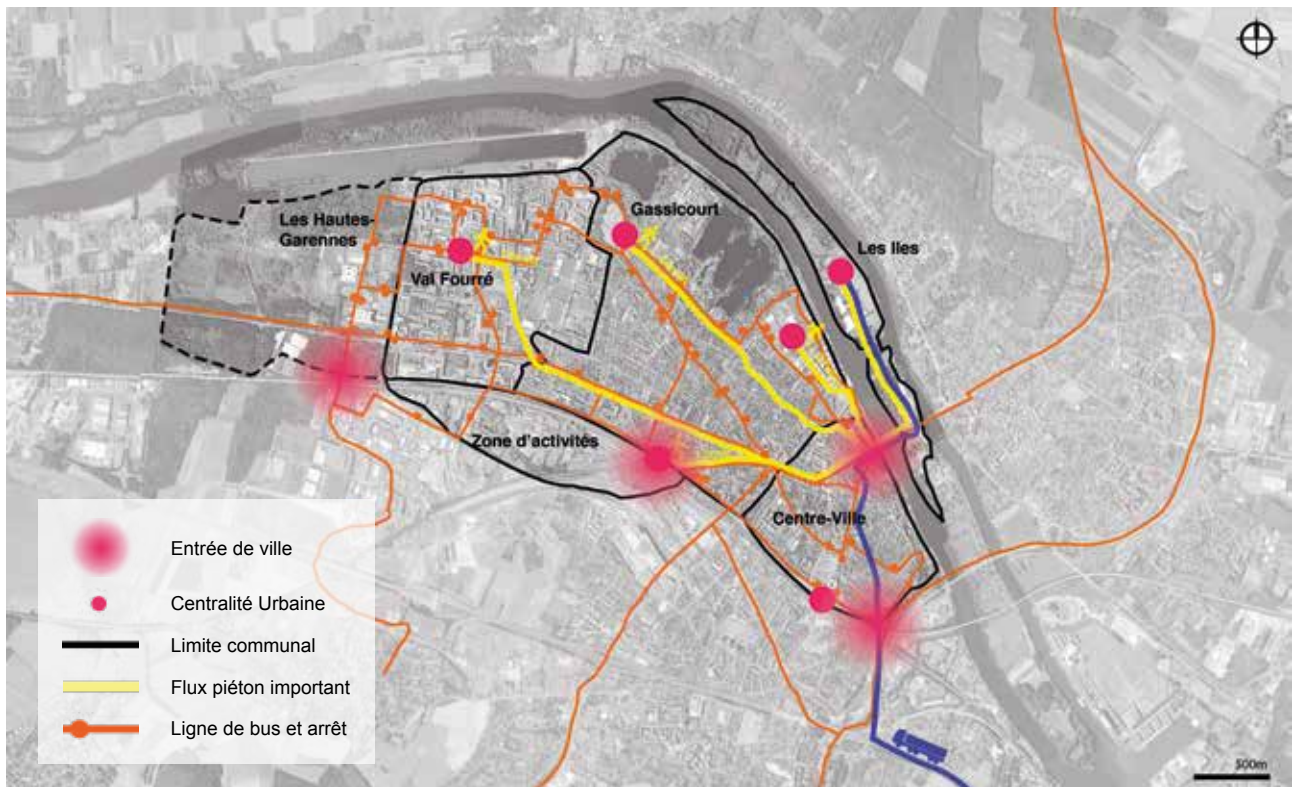 Les Hautes-
Garennes
Gassicourt
Les Iles
Val Fourré
Zone d'activités
Centre-Ville
Entrée de ville
Centralité Urbaine
Limite communal
Flux piéton important
Ligne de bus et arrêt
500m